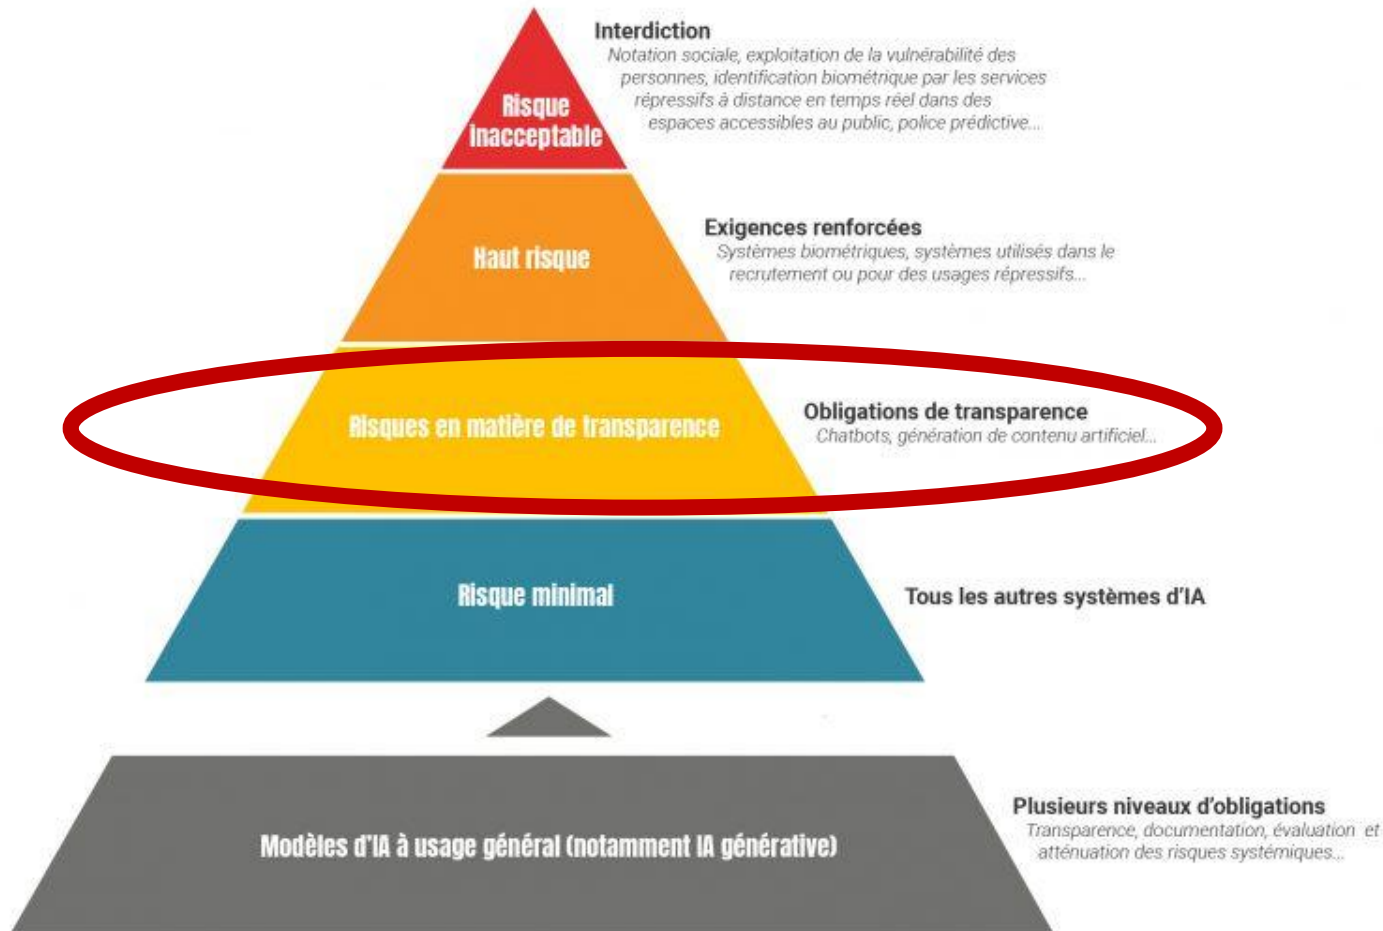 Interdiction
Notation sociale, exploitation de la vulnérabilité des
personnes, identification biométrique par les services
répressifs à distance en temps réel dans des
espaces accessibles au public, police prédictive...
Risque
inacceptable
Exigences renforcées
Systèmes biométriques, systèmes utilisés dans le
recrutement ou pour des usages répressifs...
Haut risque
Risques en matière de transparence
Obligations de transparence
Chatbots, génération de contenu artificiel...
Risque minimal
Tous les autres systèmes d'IA
Modèles d'IA à usage général (notamment IA générative)
Plusieurs niveaux d'obligations
Transparence, documentation, évaluation et
atténuation des risques systémiques...